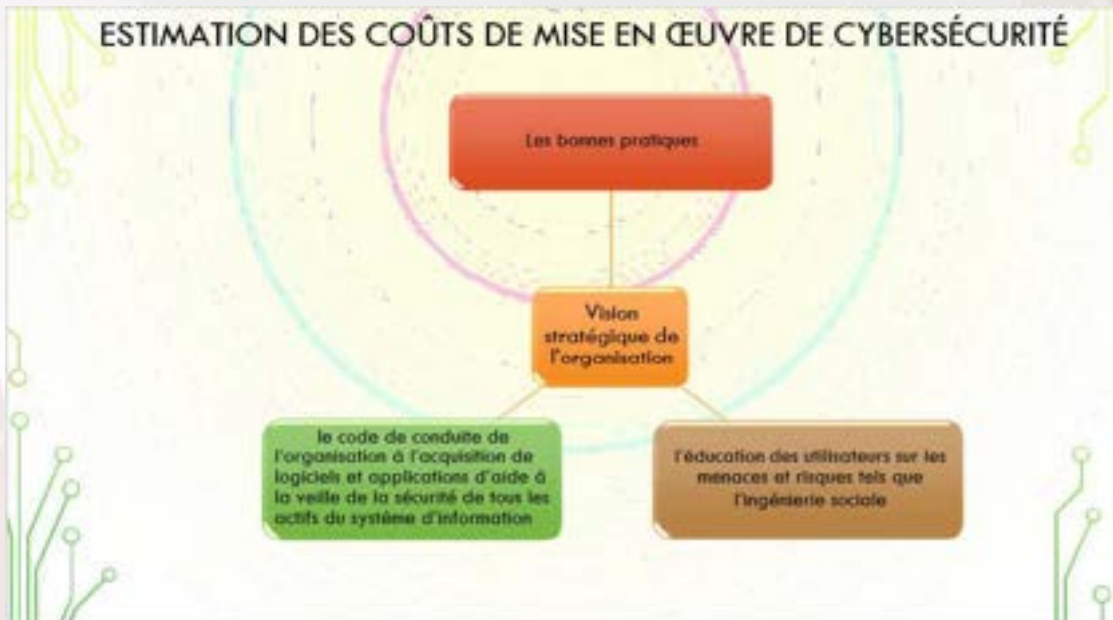 ESTIMATION DES COÛTS DE MISE EN ŒUVRE DE CYBERSÉCURITÉ
Les bonnes pratiques
Vision
stratégique de
l'organisation
le code de conduite de
l'organisation à l'acquisition de
logiciels et applications d'aide à
la veille de la sécurité de tous les
actifs du système d'information
l'éducation des utilisateurs sur les
menaces et risques tels que
l'ingénierie sociale